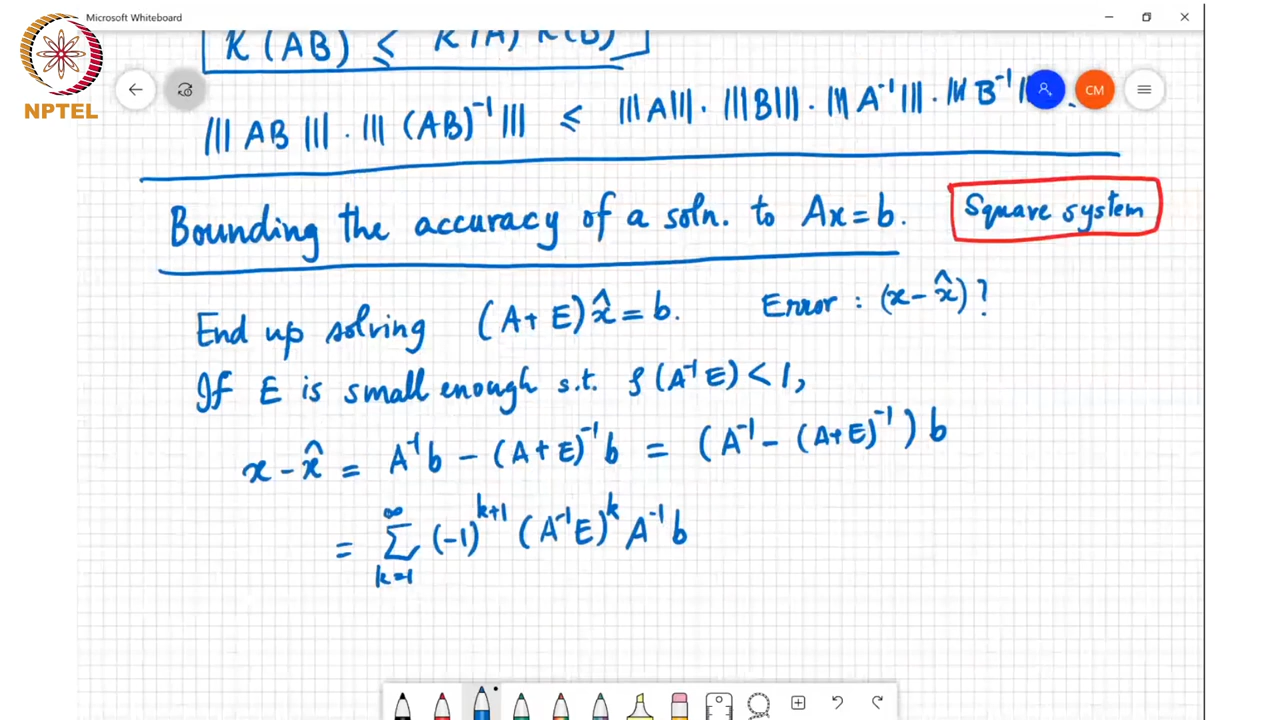 Microsoft Whiteboard
NPTEL
K(AB) ≤ K(A) K(B)
CM
||| AB ||| · ||| (AB)⁻¹ ||| ≤ |||A||| · |||B||| · |||A⁻¹||| · |||B⁻¹|||.
Bounding the accuracy of a soln. to Ax = b. Square system
End up solving (A+E)x̂ = b. Error : (x - x̂)?
If E is small enough s.t. ρ(A⁻¹E) < 1,
x - x̂ = A⁻¹b - (A+E)⁻¹b = (A⁻¹ - (A+E)⁻¹)b
= ∑_{k=1}^{∞} (-1)^{k+1} (A⁻¹E)^k A⁻¹b